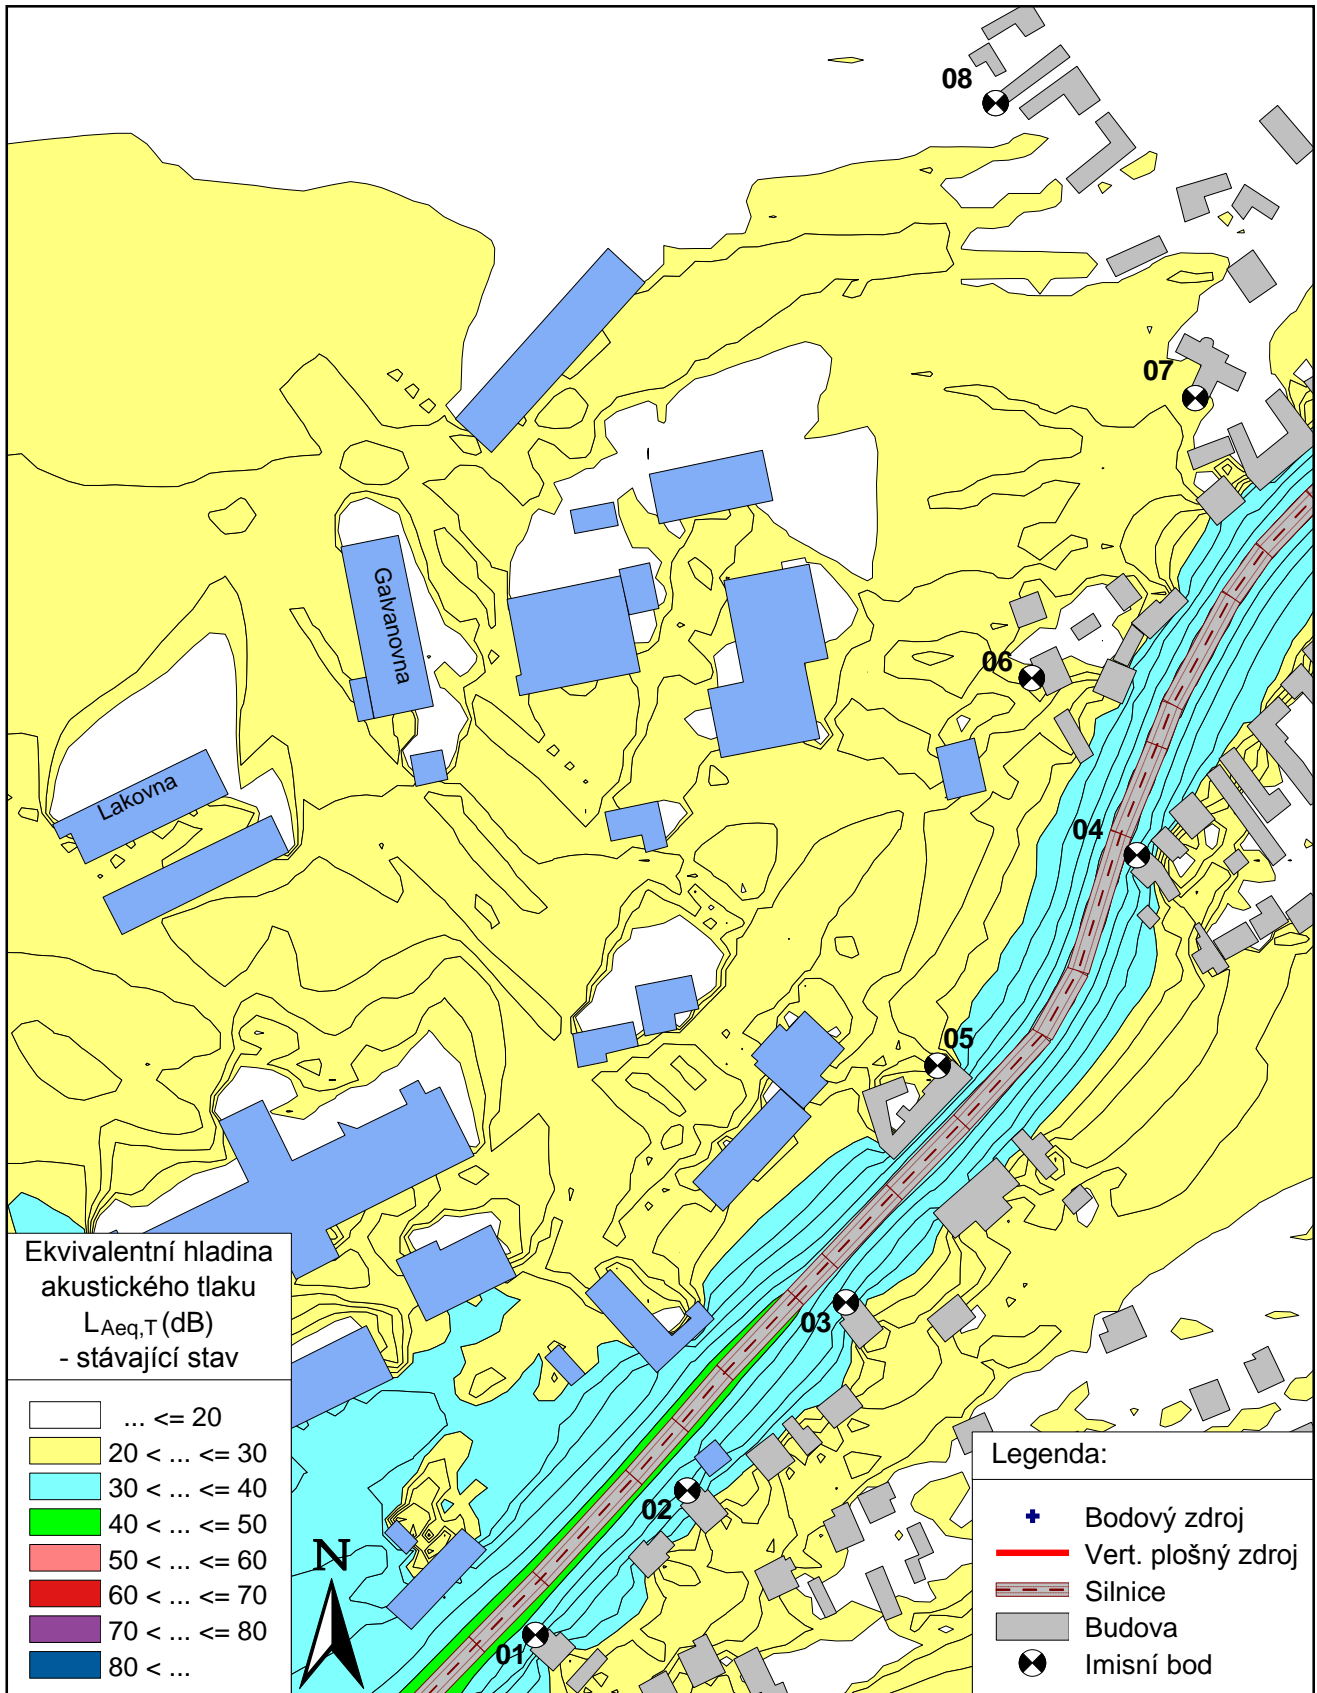 08
07
Galvanovna
06
Lakovna
04
05
03
02
01
Ekvivalentní hladina
akustického tlaku
LAeq,T (dB)
- stávající stav
... <= 20
20 < ... <= 30
30 < ... <= 40
40 < ... <= 50
50 < ... <= 60
60 < ... <= 70
70 < ... <= 80
80 < ...
N
Legenda:
Bodový zdroj
Vert. plošný zdroj
Silnice
Budova
Imisní bod